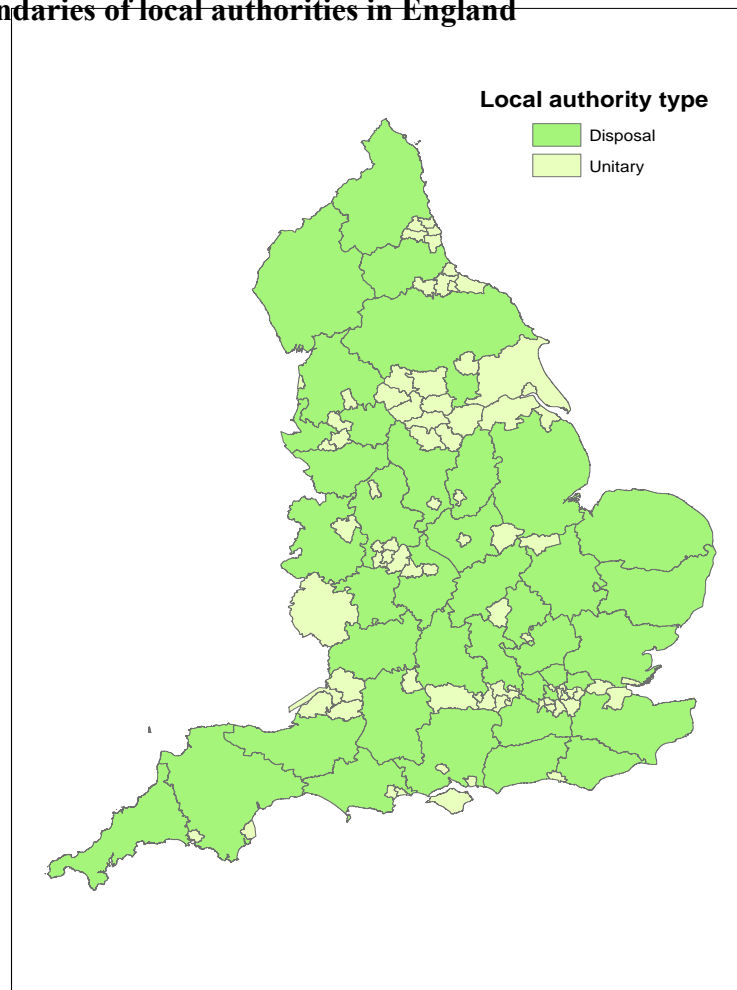 ndaries of local authorities in England
Local authority type
Disposal
Unitary